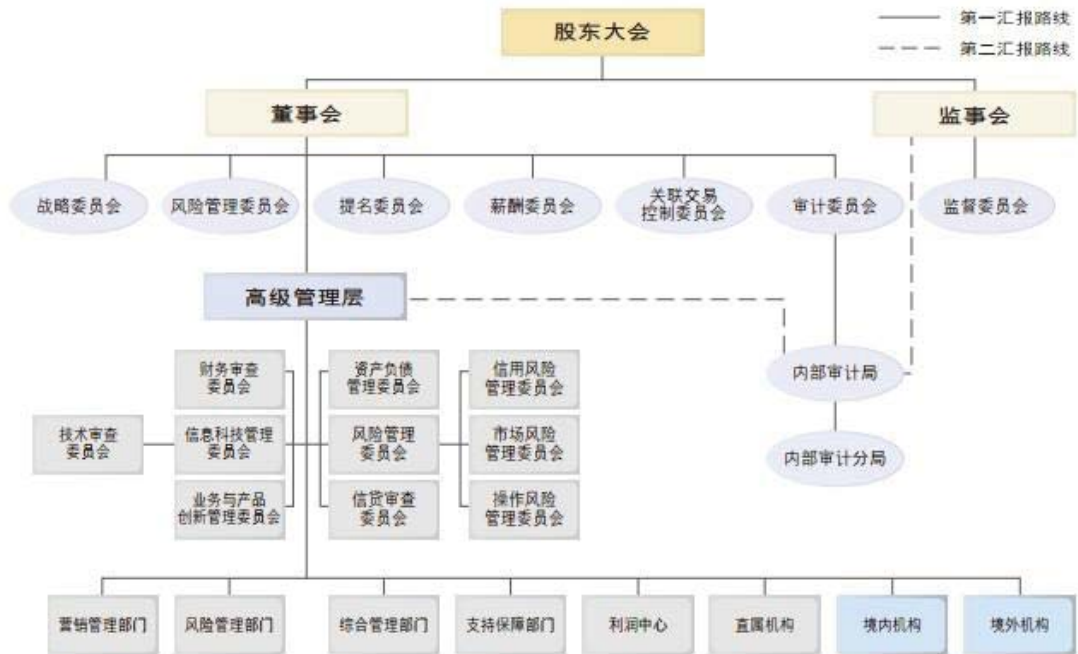 股东大会
第一汇报路线
第二汇报路线
董事会
监事会
战略委员会
风险管理委员会
提名委员会
薪酬委员会
关联交易
控制委员会
审计委员会
监督委员会
高级管理层
财务审查
委员会
资产负债
管理委员会
信用风险
管理委员会
内部审计局
技术审查
委员会
信息科技管理
委员会
风险管理
委员会
市场风险
管理委员会
内部审计分局
业务与产品
创新管理委员会
信贷审查
委员会
操作风险
管理委员会
营销管理部门
风险管理部门
综合管理部门
支持保障部门
利润中心
直属机构
境内机构
境外机构